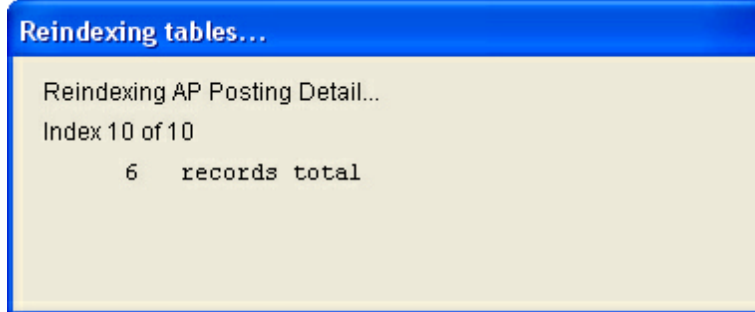 Reindexing tables...
Reindexing AP Posting Detail...
Index 10 of 10
6 records total